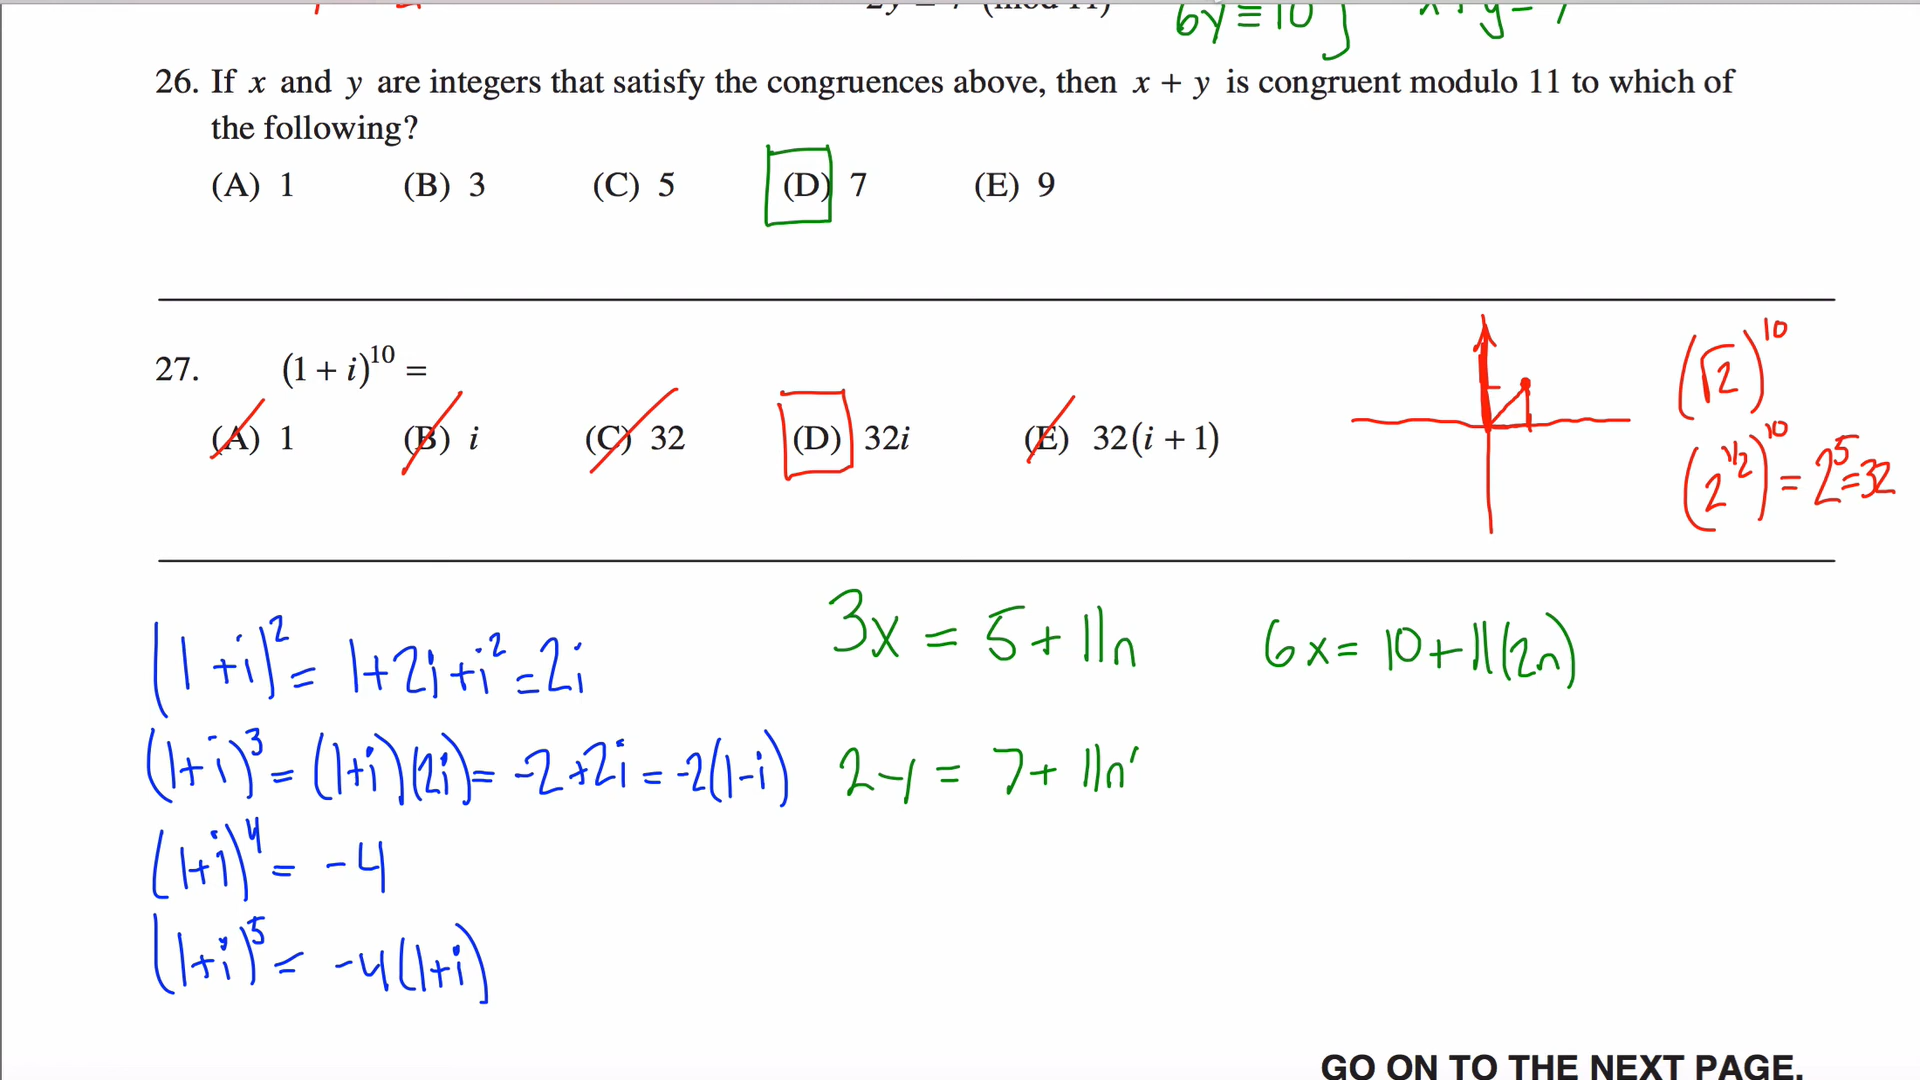 6y ≡ 10
26. If x and y are integers that satisfy the congruences above, then x + y is congruent modulo 11 to which of
the following?
(A) 1 (B) 3 (C) 5 (D) 7 (E) 9
27. (1 + i)^10 =
(A) 1 (B) i (C) 32 (D) 32i (E) 32(i + 1)
(√2)^10
(2^1/2)^10 = 2^5 = 32
(1+i)^2 = 1+2i+i^2 = 2i
(1+i)^3 = (1+i)(2i) = -2+2i = -2(1-i)
(1+i)^4 = -4
(1+i)^5 = -4(1+i)
3x = 5+11n
6x = 10+11(2n)
2y = 7+11n'
GO ON TO THE NEXT PAGE.